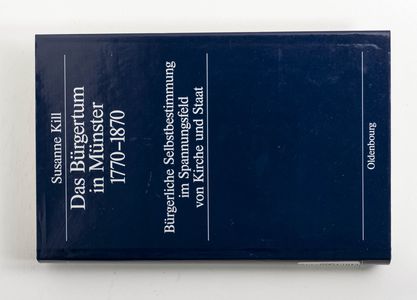 Susanne Kill
Das Bürgertum
in Münster
1770–1870
Bürgerliche Selbstbestimmung
im Spannungsfeld
von Kirche und Staat
Oldenbourg